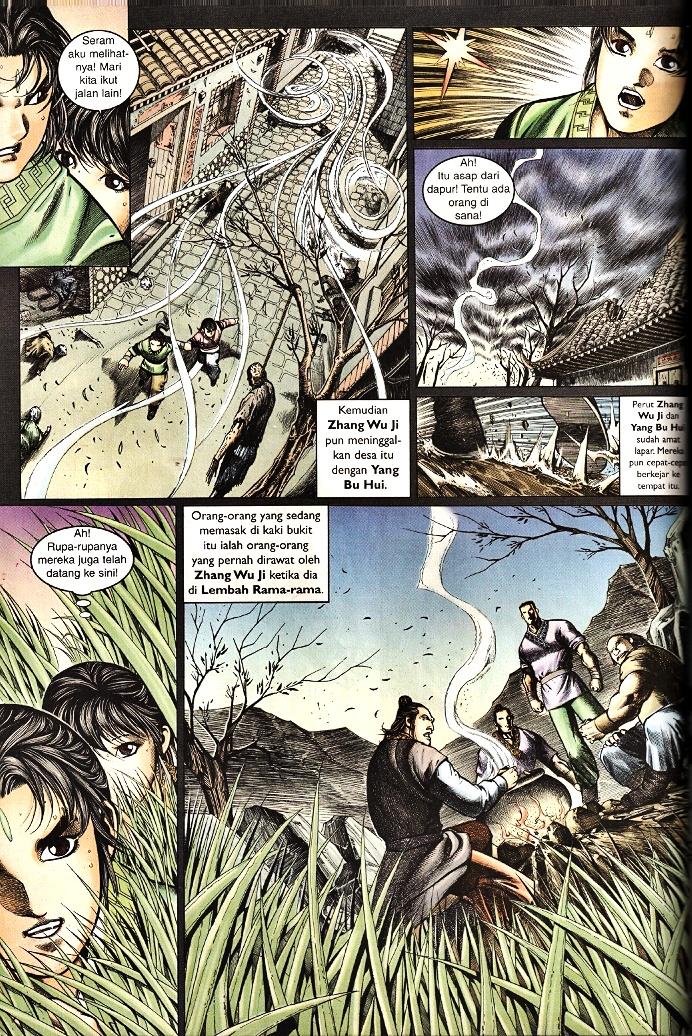 Seram
aku melihat-
nya! Mari
kita ikut
jalan lain!
Kemudian
Zhang Wu Ji
pun meninggal-
kan desa itu
dengan Yang
Bu Hui.
Ah!
Itu asap dari
dapur! Tentu ada
orang di
sana!
Perut Zhang
Wu Ji dan
Yang Bu Hui
sudah amat
lapar. Mereka
pun cepat-cepat
berkejar ke
tempat itu.
Ah!
Rupa-rupanya
mereka juga telah
datang ke sini!
Orang-orang yang sedang
memasak di kaki bukit
itu ialah orang-orang
yang pernah dirawat oleh
Zhang Wu Ji ketika dia
di Lembah Rama-rama.